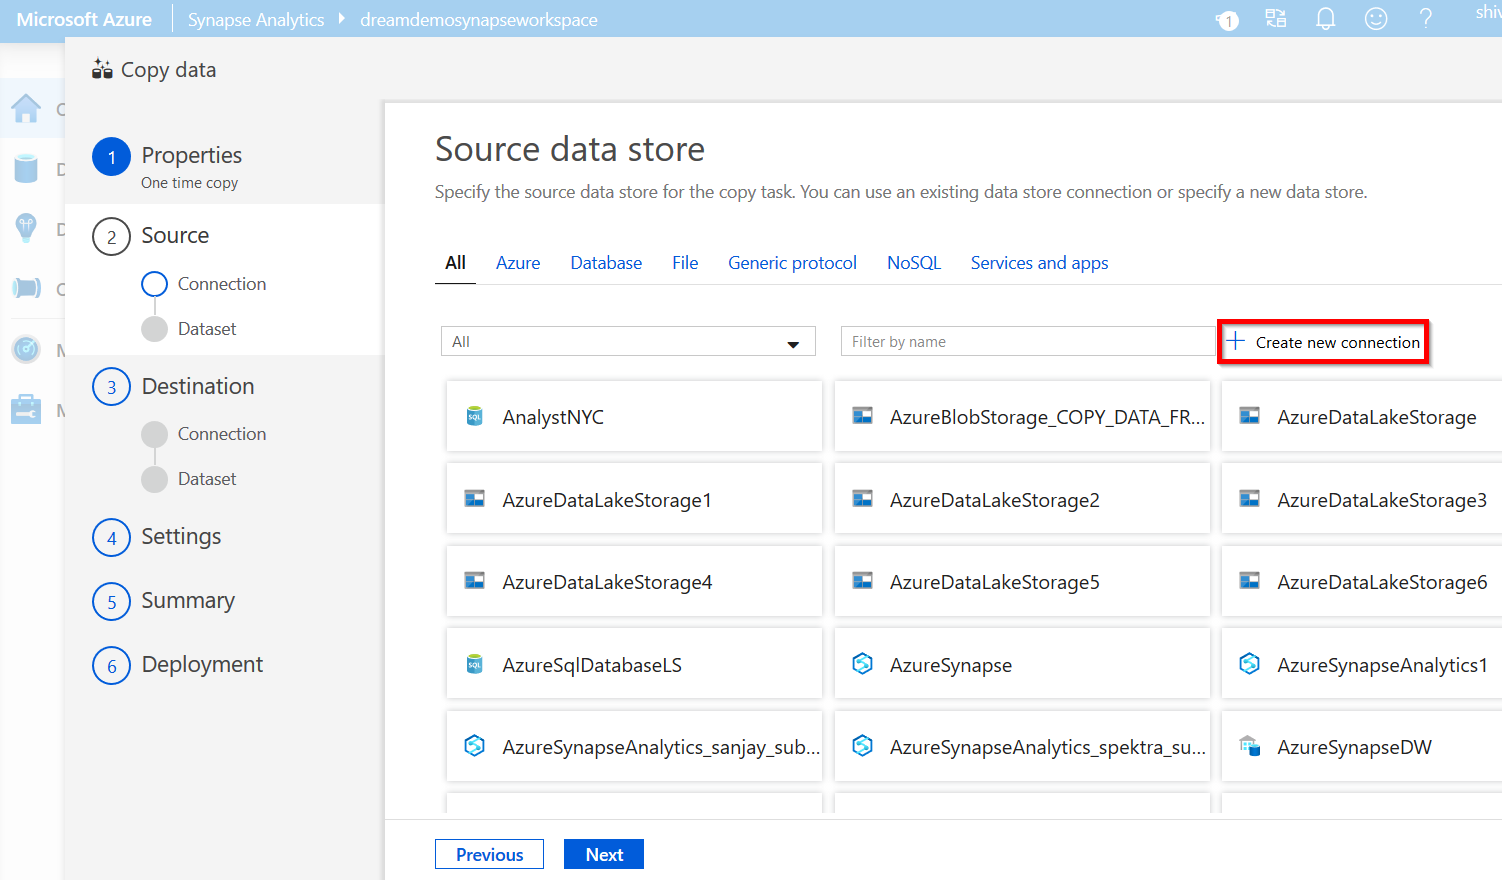 Microsoft Azure
Synapse Analytics
dreamdemosynapseworkspace
1
shiv
Copy data
1
Properties
One time copy
2
Source
Connection
Dataset
3
Destination
Connection
Dataset
4
Settings
5
Summary
6
Deployment
Source data store
Specify the source data store for the copy task. You can use an existing data store connection or specify a new data store.
All
Azure
Database
File
Generic protocol
NoSQL
Services and apps
All
Filter by name
Create new connection
AnalystNYC
AzureBlobStorage_COPY_DATA_FR...
AzureDataLakeStorage
AzureDataLakeStorage1
AzureDataLakeStorage2
AzureDataLakeStorage3
AzureDataLakeStorage4
AzureDataLakeStorage5
AzureDataLakeStorage6
AzureSqlDatabaseLS
AzureSynapse
AzureSynapseAnalytics1
AzureSynapseAnalytics_sanjay_sub...
AzureSynapseAnalytics_spektra_su...
AzureSynapseDW
Previous
Next